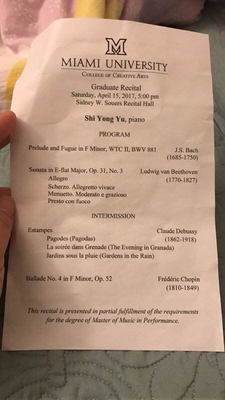 M
MIAMI UNIVERSITY
COLLEGE OF CREATIVE ARTS
Graduate Recital
Saturday, April 15, 2017, 5:00 pm
Sidney W. Souers Recital Hall
Shi Yong Yu, piano
PROGRAM
Prelude and Fugue in F Minor, WTC II, BWV 881 J.S. Bach
(1685-1750)
Sonata in E-flat Major, Op. 31, No. 3 Ludwig van Beethoven
Allegro (1770-1827)
Scherzo. Allegretto vivace
Menuetto. Moderato e grazioso
Presto con fuoco
INTERMISSION
Estampes Claude Debussy
Pagodes (Pagodas) (1862-1918)
La soirée dans Grenade (The Evening in Granada)
Jardins sous la pluie (Gardens in the Rain)
Ballade No. 4 in F Minor, Op. 52 Frédéric Chopin
(1810-1849)
This recital is presented in partial fulfillment of the requirements
for the degree of Master of Music in Performance.